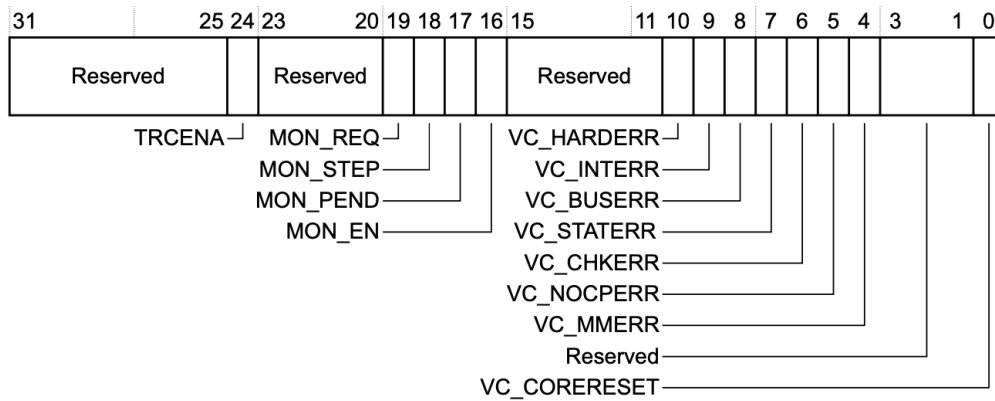 31 25 24 23 20 19 18 17 16 15 11 10 9 8 7 6 5 4 3 1 0
Reserved Reserved Reserved
TRCENA MON_REQ VC_HARDERR
MON_STEP VC_INTERR
MON_PEND VC_BUSERR
MON_EN VC_STATERR
VC_CHKERR
VC_NOCPERR
VC_MMERR
Reserved
VC_CORERESET